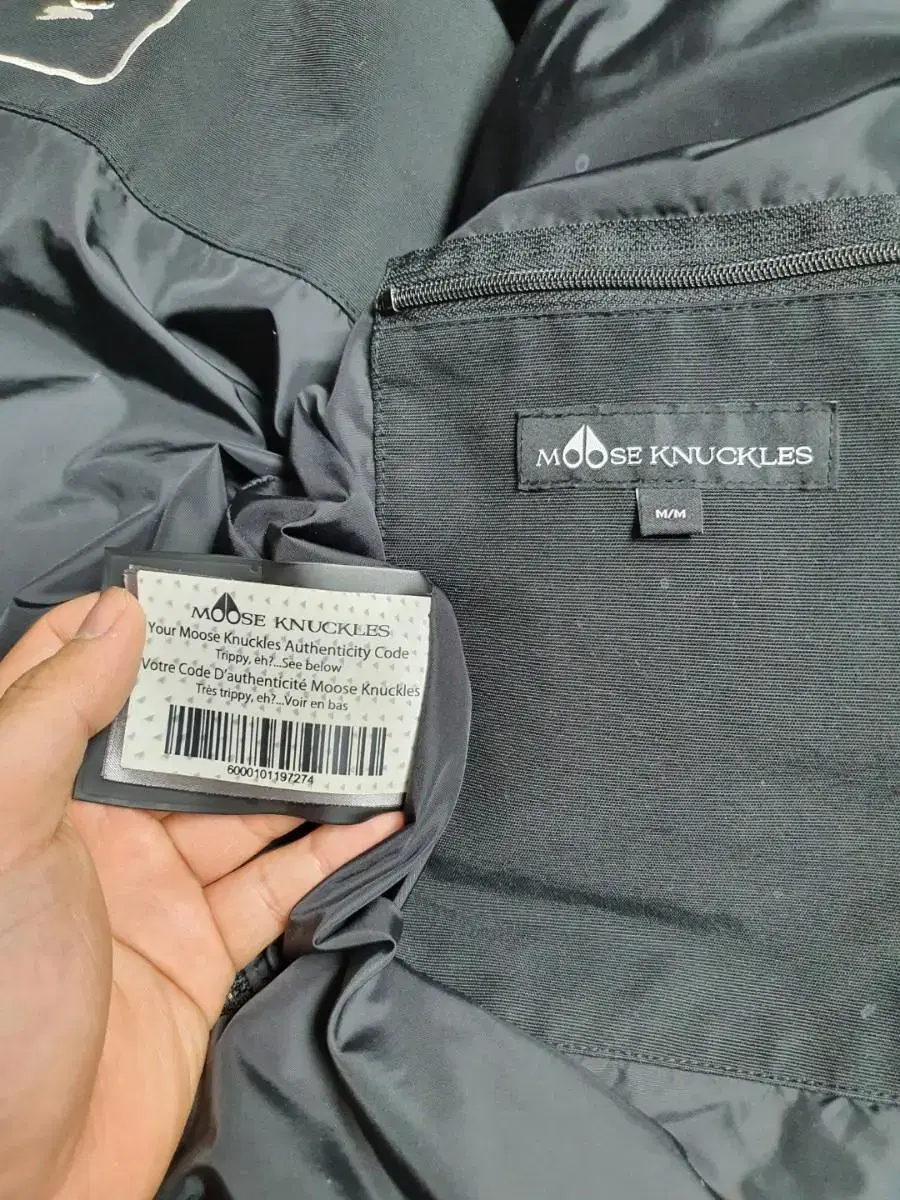 MOOSE KNUCKLES
M/M
MOOSE KNUCKLES
Your Moose Knuckles Authenticity Code
Trippy, eh?...See below
Votre Code D'authenticité Moose Knuckles
Très trippy, eh?...Voir en bas
6000101197274